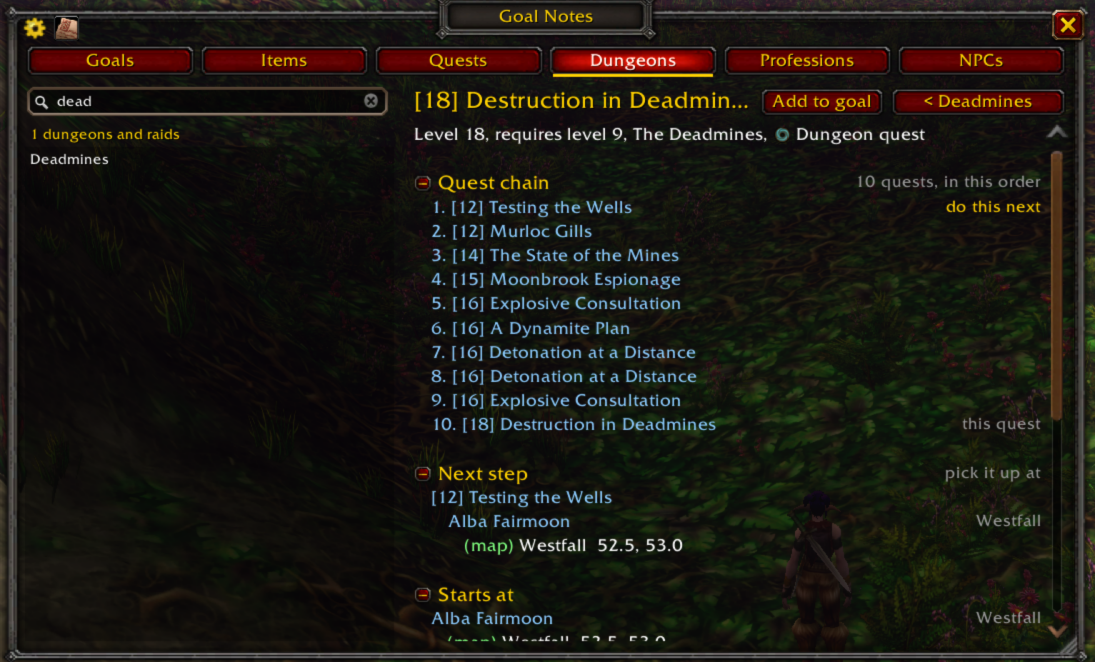 Goal Notes
Goals Items Quests Dungeons Professions NPCs
dead
[18] Destruction in Deadmin... Add to goal < Deadmines
1 dungeons and raids
Level 18, requires level 9, The Deadmines, Dungeon quest
Deadmines
Quest chain 10 quests, in this order
1. [12] Testing the Wells do this next
2. [12] Murloc Gills
3. [14] The State of the Mines
4. [15] Moonbrook Espionage
5. [16] Explosive Consultation
6. [16] A Dynamite Plan
7. [16] Detonation at a Distance
8. [16] Detonation at a Distance
9. [16] Explosive Consultation
10. [18] Destruction in Deadmines this quest
Next step pick it up at
[12] Testing the Wells
Alba Fairmoon Westfall
(map) Westfall 52.5, 53.0
Starts at
Alba Fairmoon Westfall
(map) Westfall 52.5, 53.0